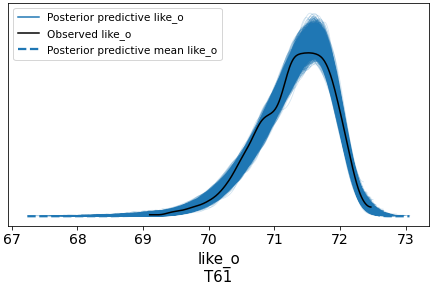 Posterior predictive like_o
Observed like_o
Posterior predictive mean like_o
67 68 69 70 71 72 73
like_o
T61